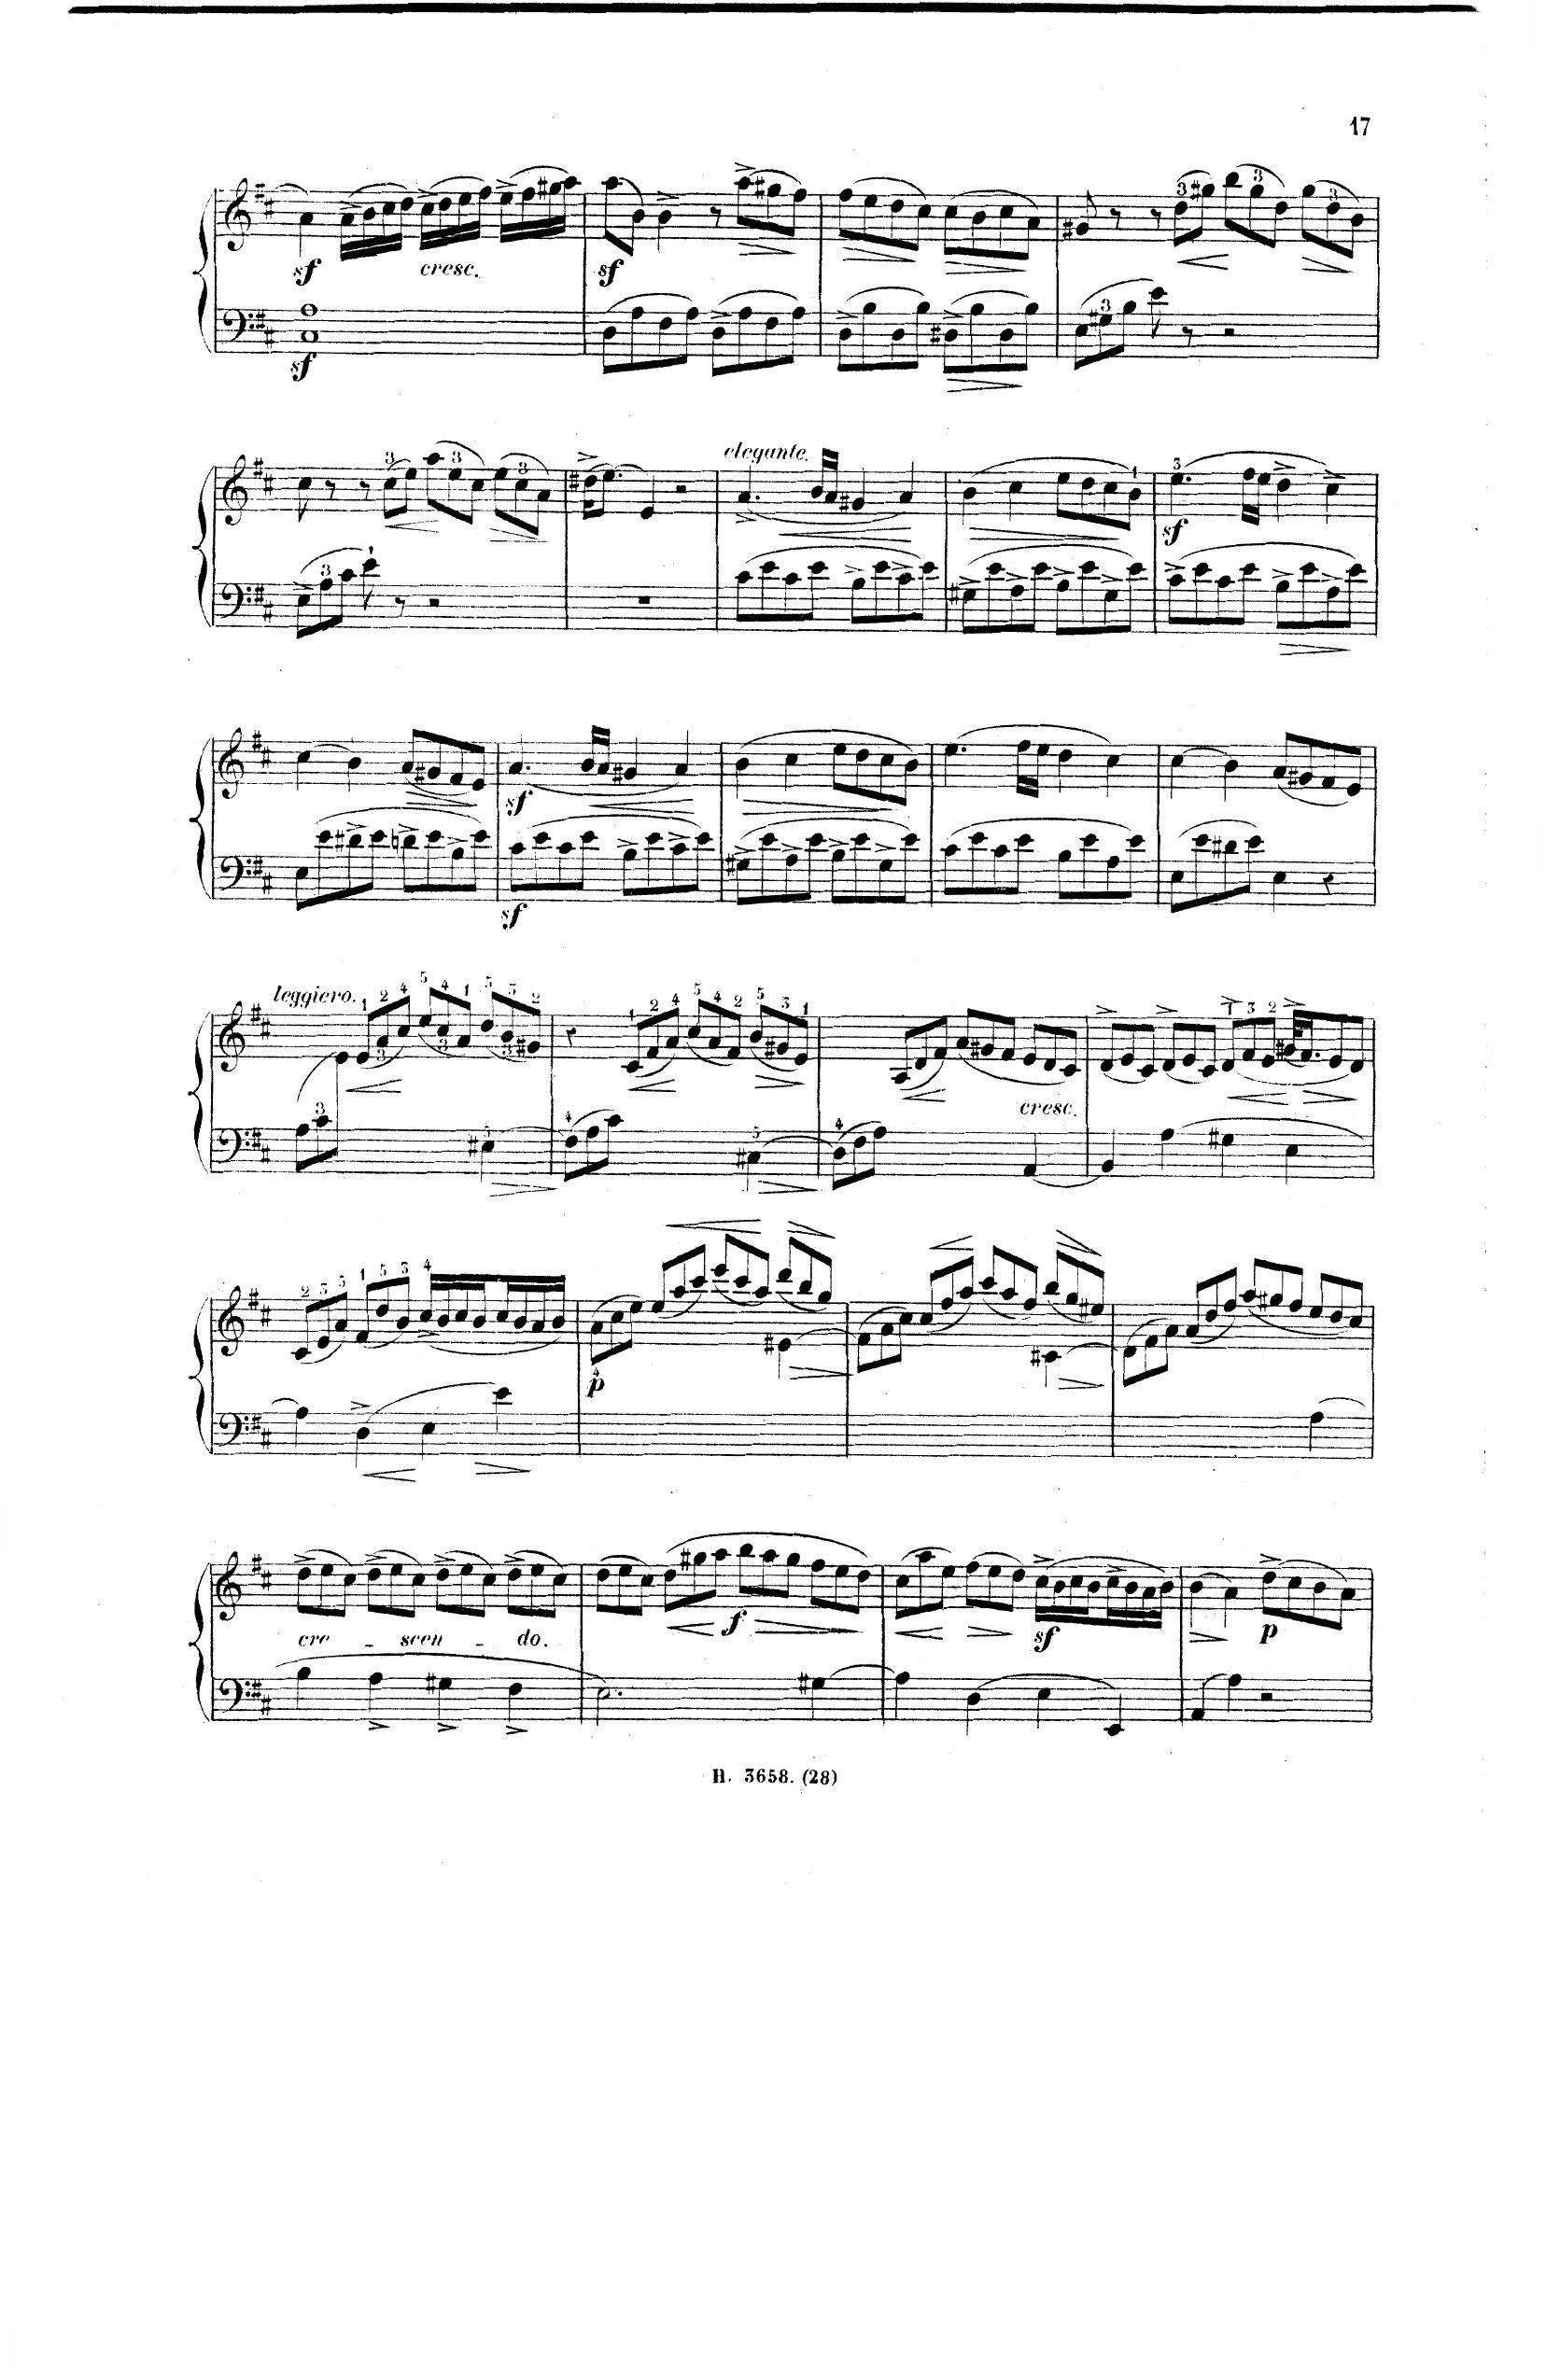 17
sf cresc. sf
sf
elegante.
sf
sf
sf
leggiero.
cresc.
p
cre - scen - do. f sf p
H. 3658. (28)